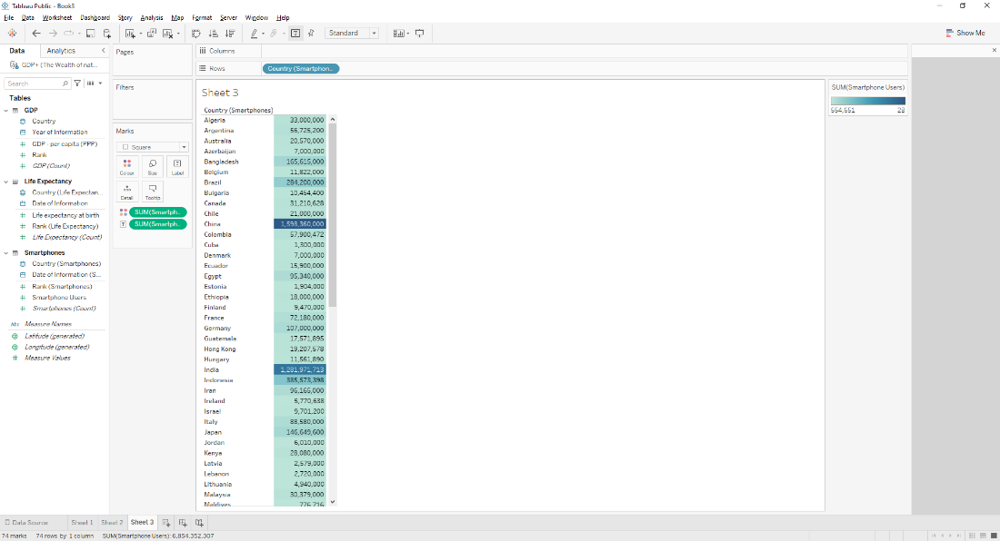 Tableau Public - Book3
File Data Worksheet Dashboard Story Analysis Map Format Server Window Help
Standard
Show Me
Data Analytics
GDP+ (The Wealth of nat...
Search
Tables
GDP
Country
Year of Information
GDP - per capita (PPP)
Rank
GDP (Count)
Life Expectancy
Country (Life Expectan...
Date of Information
Life expectancy at birth
Rank (Life Expectancy)
Life Expectancy (Count)
Smartphones
Country (Smartphones)
Date of Information (S...
Rank (Smartphones)
Smartphone Users
Smartphones (Count)
Abc Measure Names
Latitude (generated)
Longitude (generated)
Measure Values
Pages
Filters
Marks
Square
Colour Size Label
Detail Tooltip
SUM(Smartph..
SUM(Smartph..
Columns
Rows Country (Smartphon..
Sheet 3
Country (Smartphones)
Algeria 33,000,000
Argentina 56,725,200
Australia 20,570,000
Azerbaijan 7,000,000
Bangladesh 165,615,000
Belgium 11,822,000
Brazil 284,200,000
Bulgaria 10,454,400
Canada 31,210,628
Chile 21,000,000
China 1,593,360,000
Colombia 57,900,472
Cuba 1,300,000
Denmark 7,000,000
Ecuador 15,900,000
Egypt 95,340,000
Estonia 1,904,000
Ethiopia 18,000,000
Finland 9,470,000
France 72,180,000
Germany 107,000,000
Guatemala 17,571,895
Hong Kong 19,207,578
Hungary 11,561,890
India 1,281,971,713
Indonesia 385,573,398
Iran 96,165,000
Ireland 5,770,638
Israel 9,701,200
Italy 88,580,000
Japan 146,649,600
Jordan 6,010,000
Kenya 28,080,000
Latvia 2,579,000
Lebanon 2,720,000
Lithuania 4,940,000
Malaysia 30,379,000
Maldives 776,716
SUM(Smartphone Users)
554,651 2B
Data Source Sheet 1 Sheet 2 Sheet 3
74 marks 74 rows by 1 column SUM(Smartphone Users): 6,854,352,307